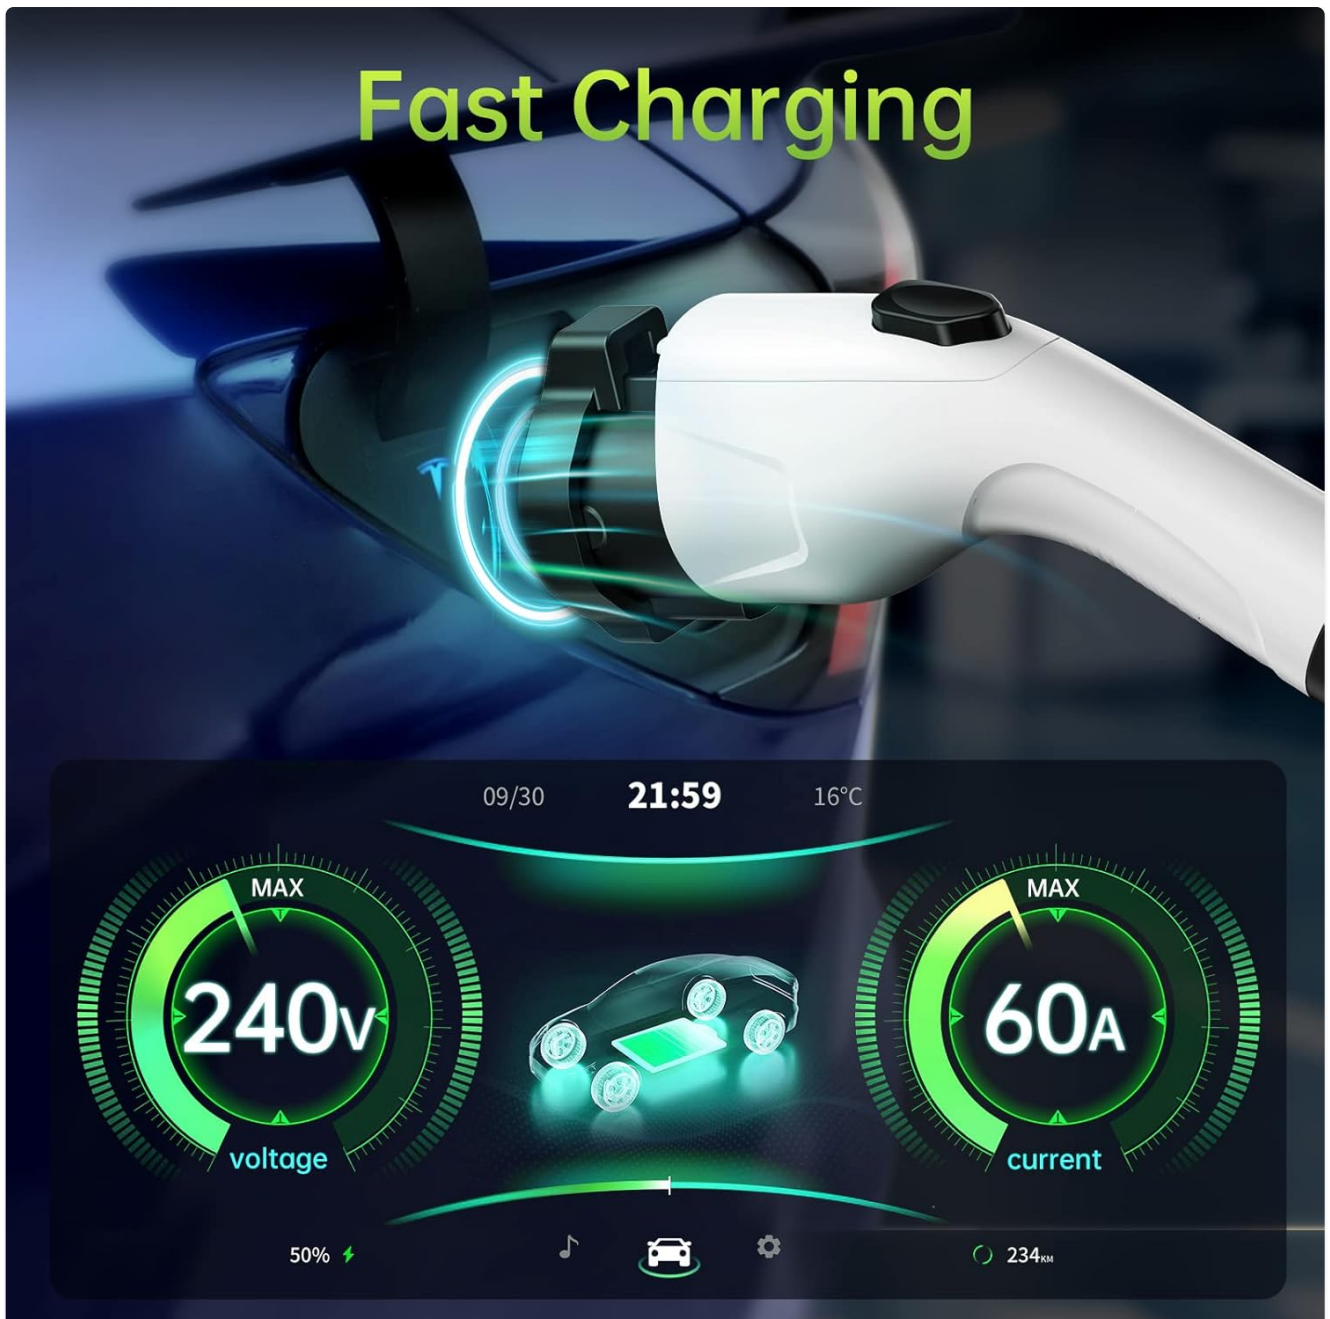 Fast Charging
09/30 21:59 16°C
MAX MAX
240V 60A
voltage current
50% 234KM